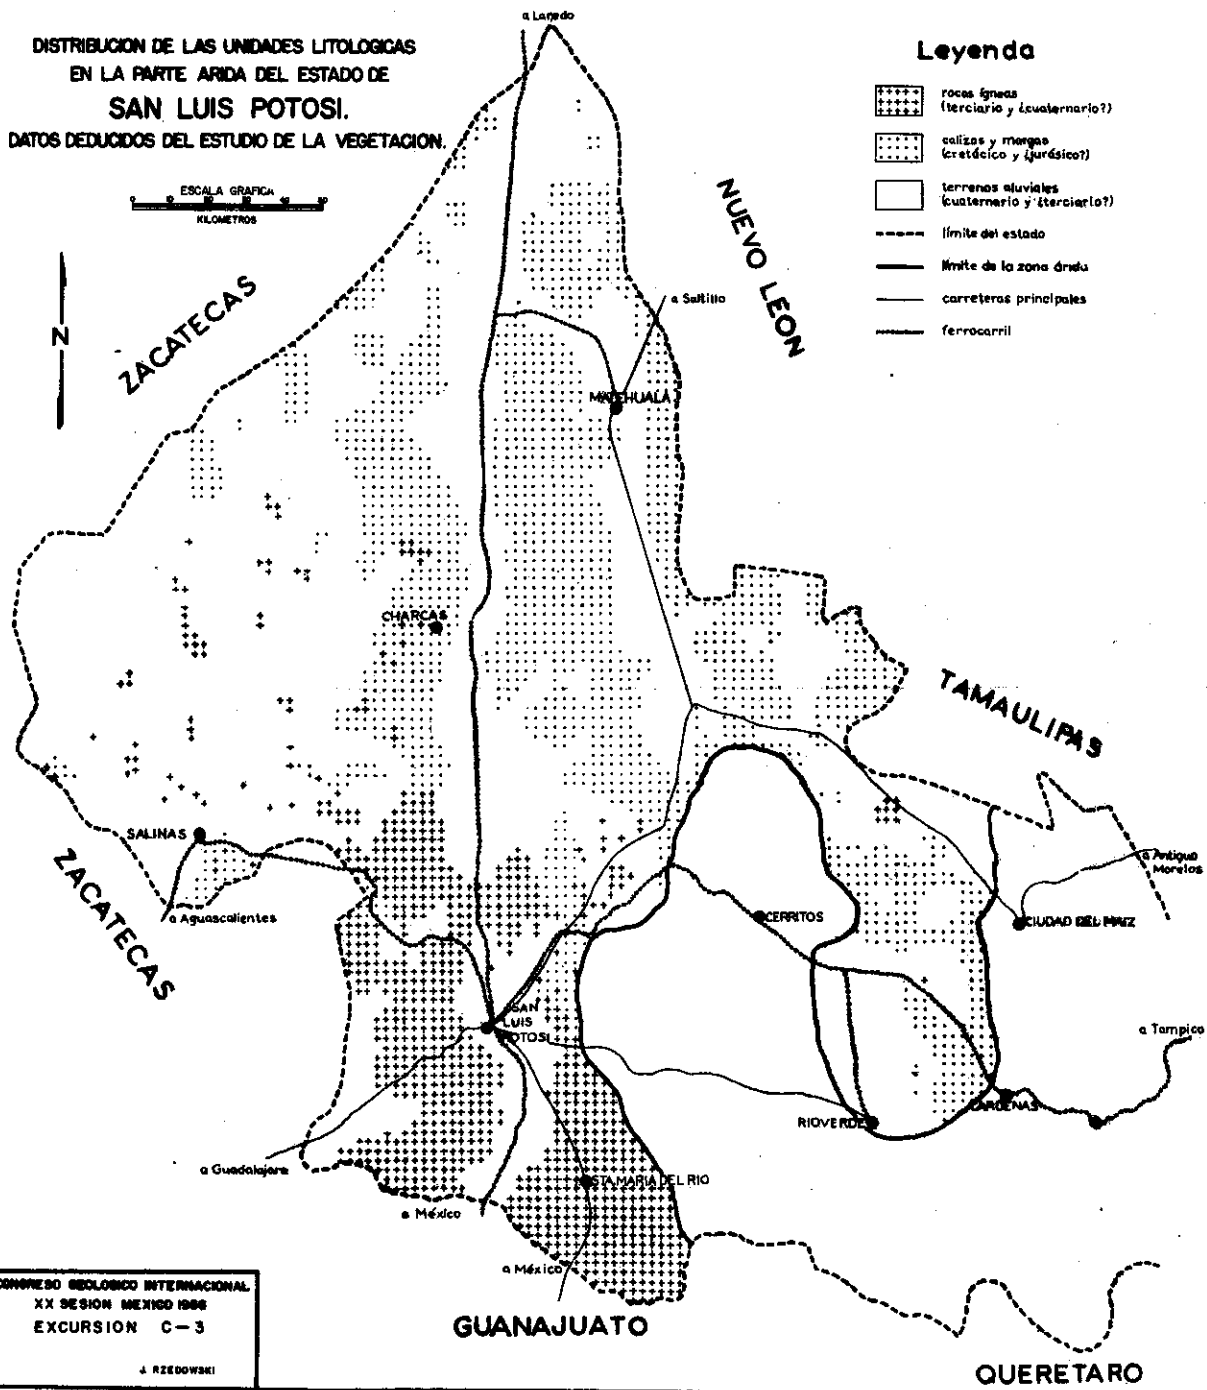 DISTRIBUCION DE LAS UNIDADES LITOLOGICAS
EN LA PARTE ARIDA DEL ESTADO DE
SAN LUIS POTOSI.
DATOS DEDUCIDOS DEL ESTUDIO DE LA VEGETACION.
ESCALA GRAFICA
KILOMETROS
N
Leyenda
rocas ígneas
(terciario y ¿cuaternario?)
calizas y margas
(cretácico y ¿jurásico?)
terrenos aluviales
(cuaternario y ¿terciario?)
límite del estado
límite de la zona árida
carreteras principales
ferrocarril
a Laredo
ZACATECAS
NUEVO LEON
a Saltillo
MATEHUALA
CHARCAS
TAMAULIPAS
SALINAS
ZACATECAS
a Aguascalientes
a Antiguo
Morelos
CERRITOS
CIUDAD DEL MAIZ
SAN
LUIS
POTOSI
a Tampico
CARDENAS
RIOVERDE
a Guadalajara
STA. MARIA DEL RIO
a México
a México
GUANAJUATO
QUERETARO
CONGRESO GEOLOGICO INTERNACIONAL
XX SESION MEXICO
EXCURSION C-3
J. RZEDOWSKI